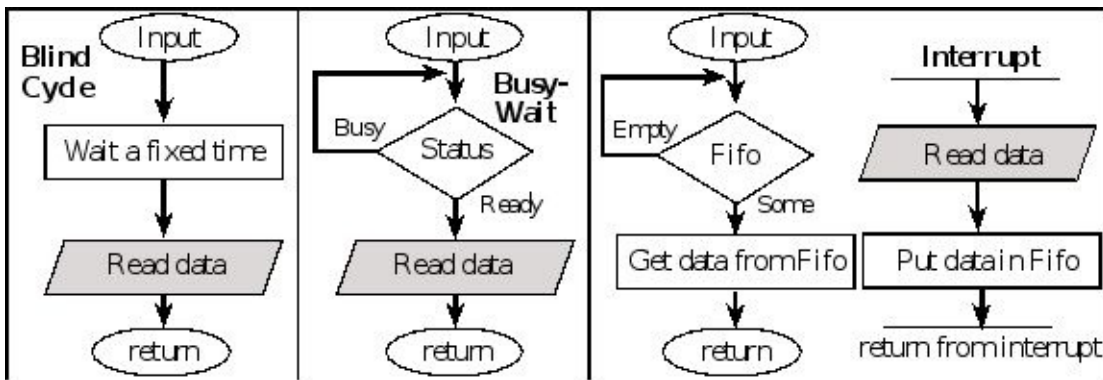 Blind
Cycle
Input
Wait a fixed time
Read data
return
Input
Busy-
Wait
Busy
Status
Ready
Read data
return
Input
Empty
Fifo
Some
Get data from Fifo
return
Interrupt
Read data
Put data in Fifo
return from interrupt